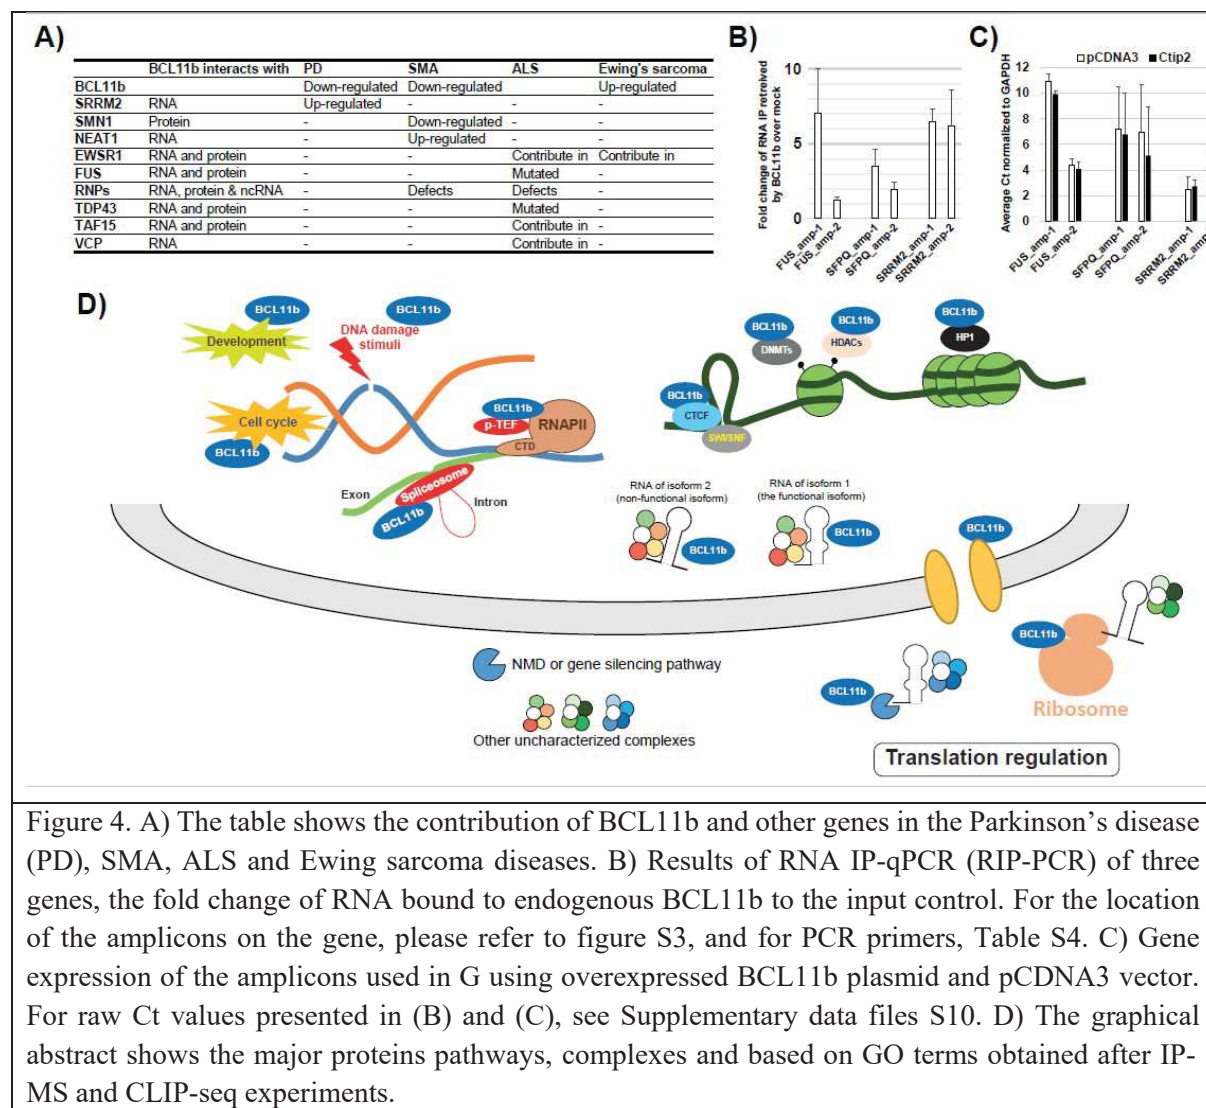 A)
BCL11b interacts with PD SMA ALS Ewing's sarcoma
BCL11b Down-regulated Down-regulated Up-regulated
SRRM2 RNA Up-regulated - - -
SMN1 Protein - Down-regulated - -
NEAT1 RNA - Up-regulated - -
EWSR1 RNA and protein - - Contribute in Contribute in
FUS RNA and protein - - Mutated -
RNPs RNA, protein & ncRNA - Defects Defects -
TDP43 RNA and protein - - Mutated -
TAF15 RNA and protein - - Contribute in -
VCP RNA - - Contribute in -
B)
Fold change of RNA IP retreived
by BCL11b over mock
10
5
0
FUS_amp-1
FUS_amp-2
SFPQ_amp-1
SFPQ_amp-2
SRRM2_amp-1
SRRM2_amp-2
C)
pCDNA3 Ctip2
Average Ct normalized to GAPDH
12
10
8
6
4
2
0
FUS_amp-1
FUS_amp-2
SFPQ_amp-1
SFPQ_amp-2
SRRM2_amp-1
SRRM2_amp
D)
BCL11b
Development
BCL11b
DNA damage
stimuli
Cell cycle
BCL11b
BCL11b
p-TEF
RNAPII
CTD
Spliceosome
Exon
Intron
BCL11b
BCL11b
DNMTs
BCL11b
HDACs
BCL11b
HP1
BCL11b
CTCF
SWI/SNF
RNA of isoform 2
(non-functional isoform)
BCL11b
RNA of isoform 1
(the functional isoform)
BCL11b
BCL11b
BCL11b
Ribosome
BCL11b
NMD or gene silencing pathway
Other uncharacterized complexes
Translation regulation
Figure 4. A) The table shows the contribution of BCL11b and other genes in the Parkinson’s disease
(PD), SMA, ALS and Ewing sarcoma diseases. B) Results of RNA IP-qPCR (RIP-PCR) of three
genes, the fold change of RNA bound to endogenous BCL11b to the input control. For the location
of the amplicons on the gene, please refer to figure S3, and for PCR primers, Table S4. C) Gene
expression of the amplicons used in G using overexpressed BCL11b plasmid and pCDNA3 vector.
For raw Ct values presented in (B) and (C), see Supplementary data files S10. D) The graphical
abstract shows the major proteins pathways, complexes and based on GO terms obtained after IP-
MS and CLIP-seq experiments.